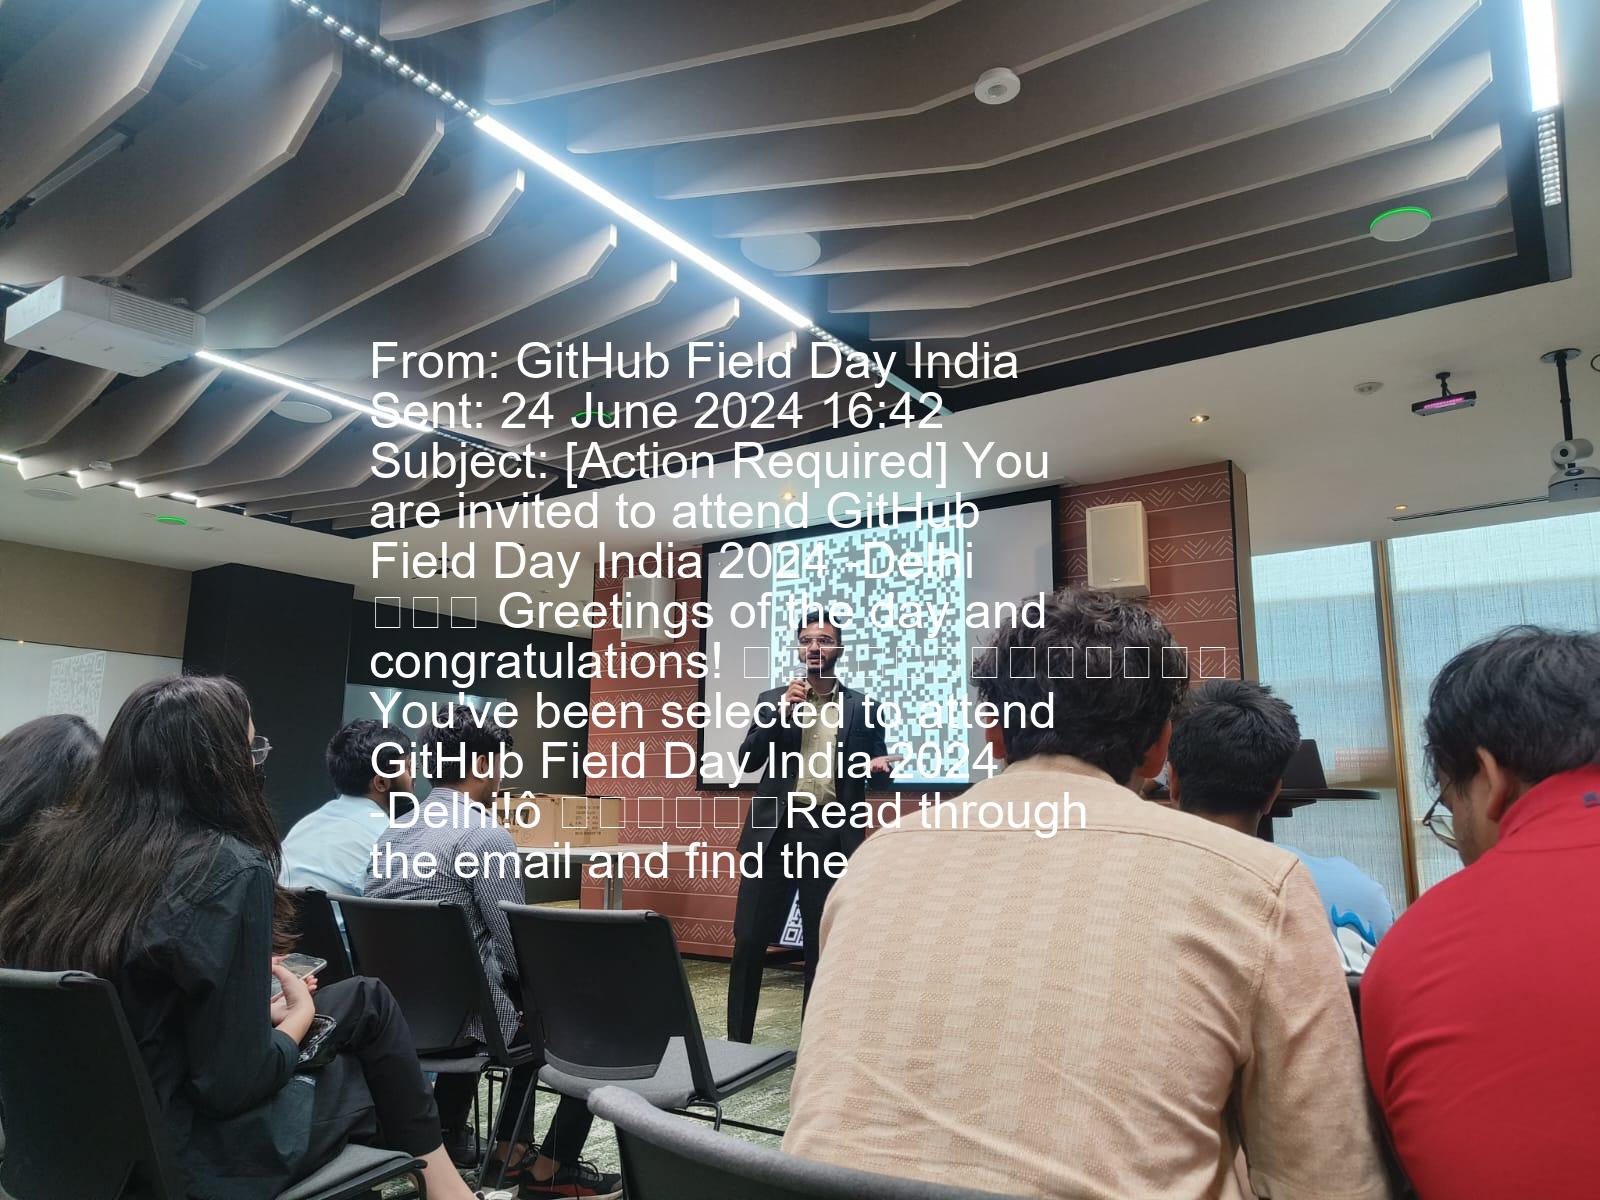 From: GitHub Field Day India
Sent: 24 June 2024 16:42
Subject: [Action Required] You
are invited to attend GitHub
Field Day India 2024 -Delhi
□□□ Greetings of the day and
congratulations! □□□□□ □□□□□□□
You've been selected to attend
GitHub Field Day India 2024
-Delhi!ô □□□□□□Read through
the email and find the